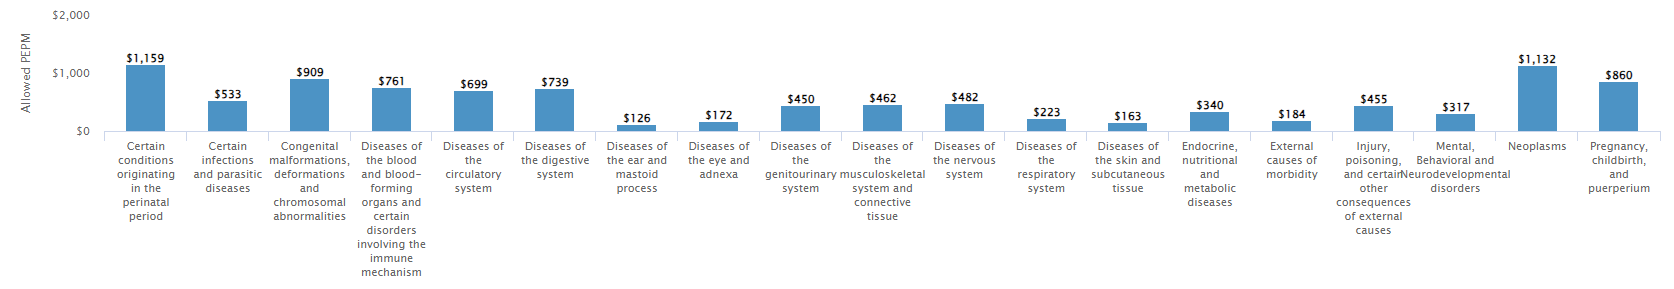 $2,000
$1,000
$0
Allowed PEPM
$1,159
$533
$909
$761
$699
$739
$126
$172
$450
$462
$482
$223
$163
$340
$184
$455
$317
$1,132
$860
Certain
conditions
originating
in the
perinatal
period
Certain
infections
and parasitic
diseases
Congenital
malformations,
deformations
and
chromosomal
abnormalities
Diseases of
the blood
and blood-
forming
organs and
certain
disorders
involving the
immune
mechanism
Diseases of
the
circulatory
system
Diseases of
the digestive
system
Diseases of
the ear and
mastoid
process
Diseases of
the eye and
adnexa
Diseases of
the
genitourinary
system
Diseases of
the
musculoskeletal
system and
connective
tissue
Diseases of
the nervous
system
Diseases of
the
respiratory
system
Diseases of
the skin and
subcutaneous
tissue
Endocrine,
nutritional
and
metabolic
diseases
External
causes of
morbidity
Injury,
poisoning,
and certain
other
consequences
of external
causes
Mental,
Behavioral and
Neurodevelopmental
disorders
Neoplasms
Pregnancy,
childbirth,
and
puerperium